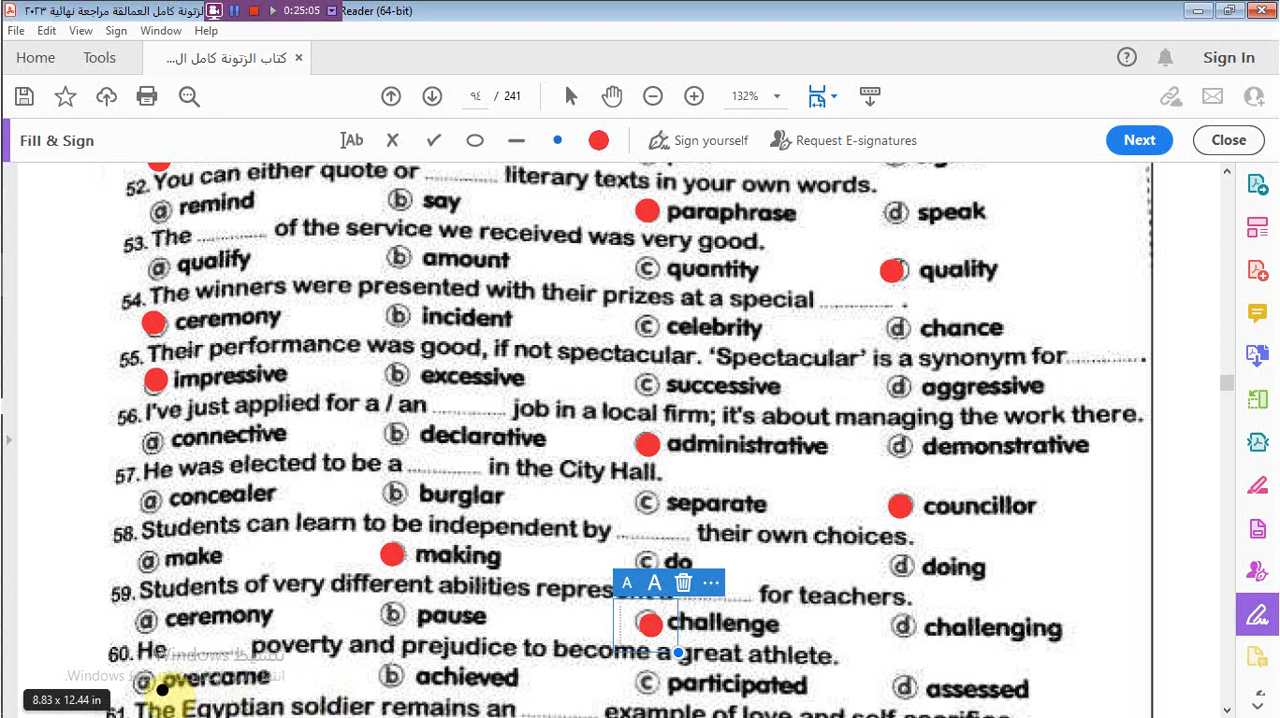 الزتونة كامل العمالقة مراجعة نهائية ٢٠٢٣ 0:25:05 Reader (64-bit)
File Edit View Sign Window Help
Home Tools كتاب الزتونة كامل ال... × Sign In
٩٤ / 241 132%
Fill & Sign Ab Sign yourself Request E-signatures Next Close
52. You can either quote or .......... literary texts in your own words.
a remind b say paraphrase d speak
53. The .......... of the service we received was very good.
a qualify b amount c quantity quality
54. The winners were presented with their prizes at a special .......... .
ceremony b incident c celebrity d chance
55. Their performance was good, if not spectacular. ‘Spectacular’ is a synonym for .......... .
impressive b excessive c successive d aggressive
56. I've just applied for a / an .......... job in a local firm; it's about managing the work there.
a connective b declarative administrative d demonstrative
57. He was elected to be a .......... in the City Hall.
a concealer b burglar c separate councillor
58. Students can learn to be independent by .......... their own choices.
a make making c do d doing
A A ...
59. Students of very different abilities .......... for teachers.
a ceremony b pause challenge d challenging
60. He .......... poverty and prejudice to become a great athlete.
تنشيط Windows
a overcame b achieved c participated d assessed
Windows.
8.83 x 12.44 in
61. The Egyptian soldier remains an .......... example of love and self